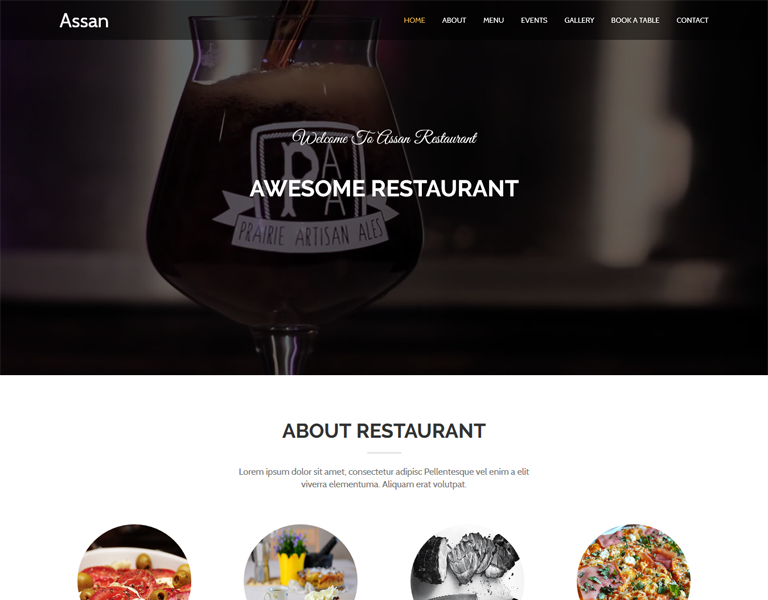 Assan
HOME ABOUT MENU EVENTS GALLERY BOOK A TABLE CONTACT
Welcome To Assan Restaurant
AWESOME RESTAURANT
PA
A
PRAIRIE ARTISAN ALES
ABOUT RESTAURANT
Lorem ipsum dolor sit amet, consectetur adipisc Pellentesque vel enim a elit
viverra elementuma. Aliquam erat volutpat.